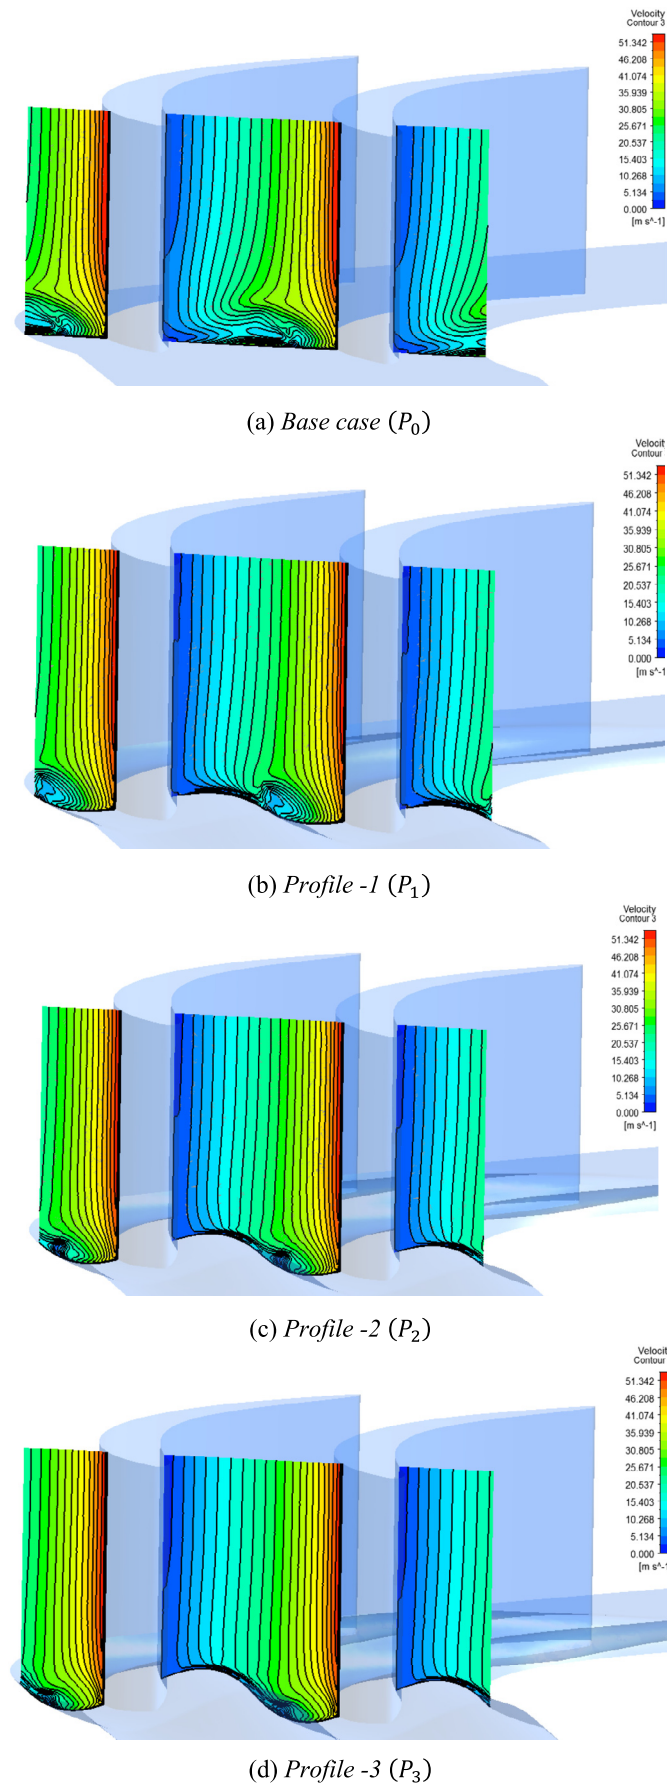 Velocity
Contour 3
51.342
46.208
41.074
35.939
30.805
25.671
20.537
15.403
10.268
5.134
0.000
[m s^-1]
(a) Base case (P₀)
Velocit
Contour
51.342
46.208
41.074
35.939
30.805
25.671
20.537
15.403
10.268
5.134
0.000
[m s^-1
(b) Profile -1 (P₁)
Velocity
Contour 3
51.342
46.208
41.074
35.939
30.805
25.671
20.537
15.403
10.268
5.134
0.000
[m s^-1]
(c) Profile -2 (P₂)
Velocit
Contour
51.342
46.208
41.074
35.939
30.805
25.671
20.537
15.403
10.268
5.134
0.000
[m s^-1
(d) Profile -3 (P₃)